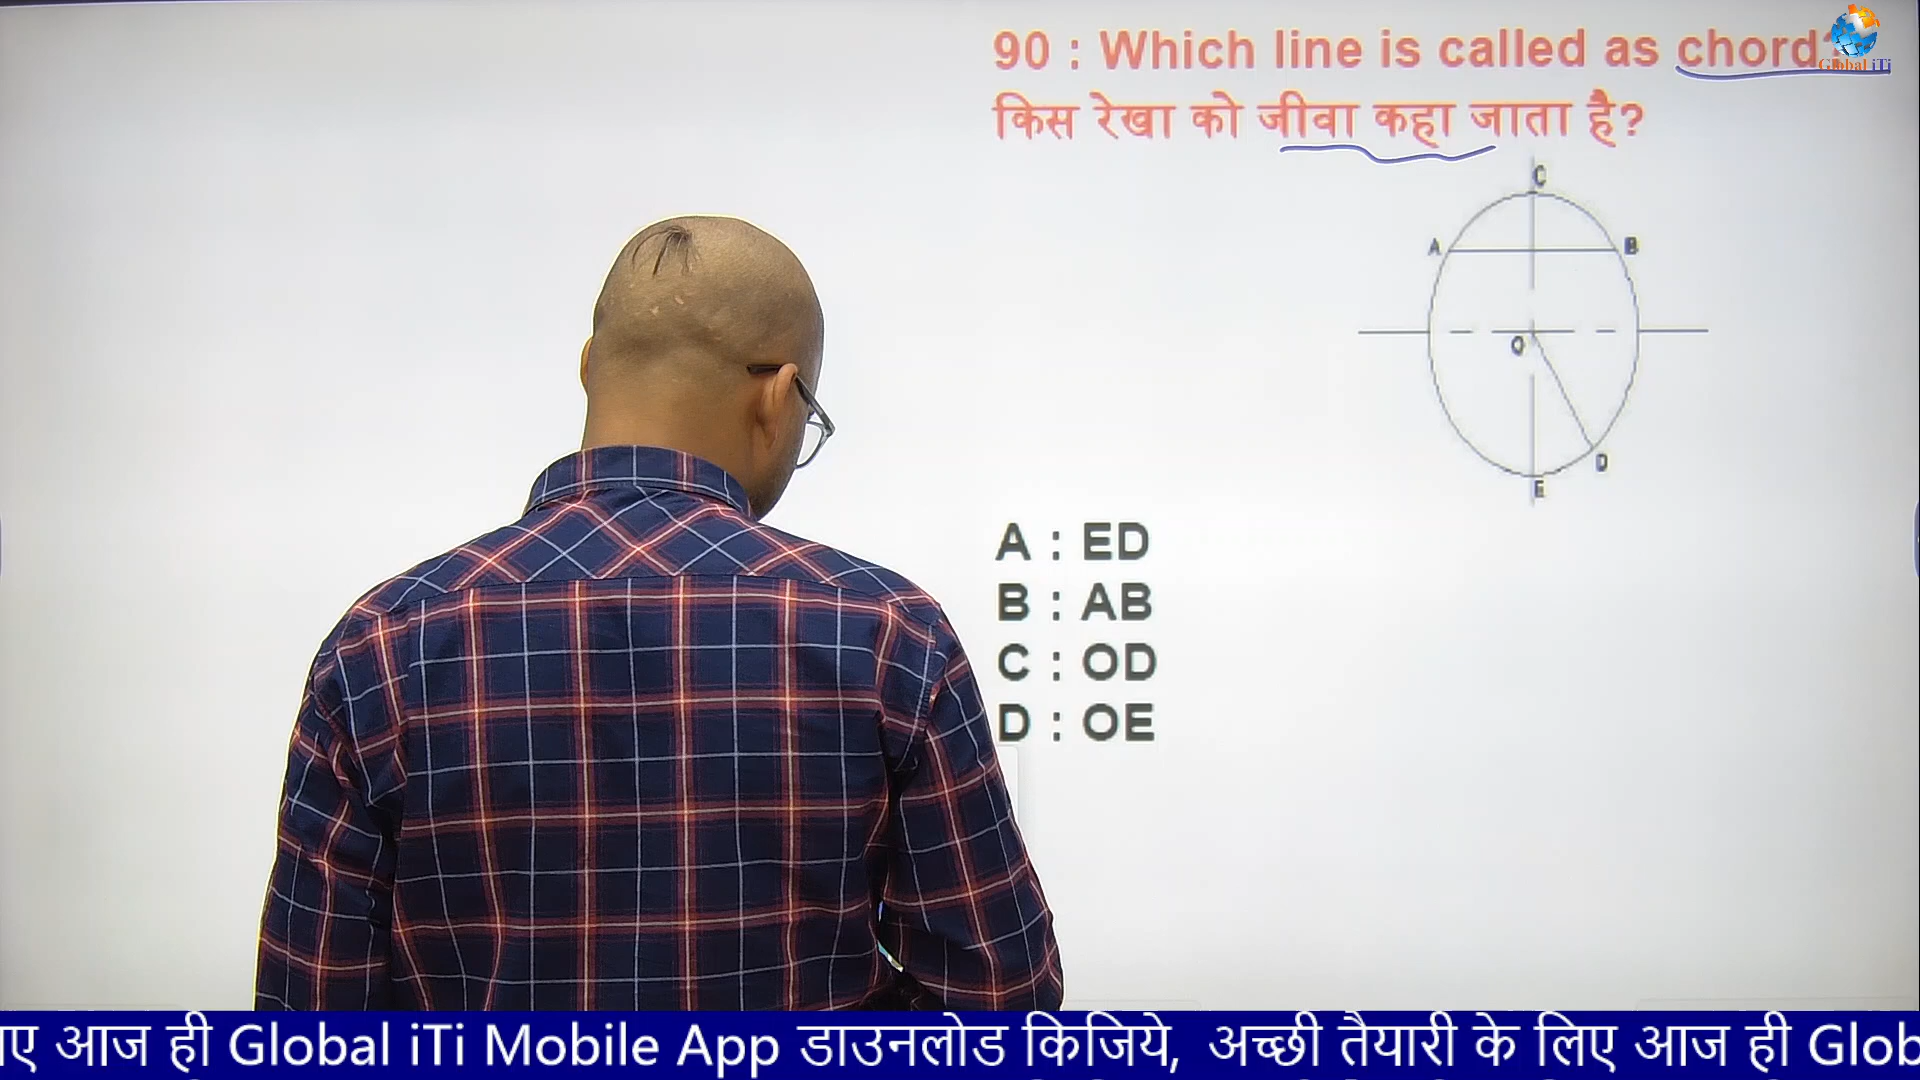 90 : Which line is called as chord?
Global iTi
किस रेखा को जीवा कहा जाता है?
C
A
B
O
D
E
A : ED
B : AB
C : OD
D : OE
आज ही Global iTi Mobile App डाउनलोड किजिये, अच्छी तैयारी के लिए आज ही